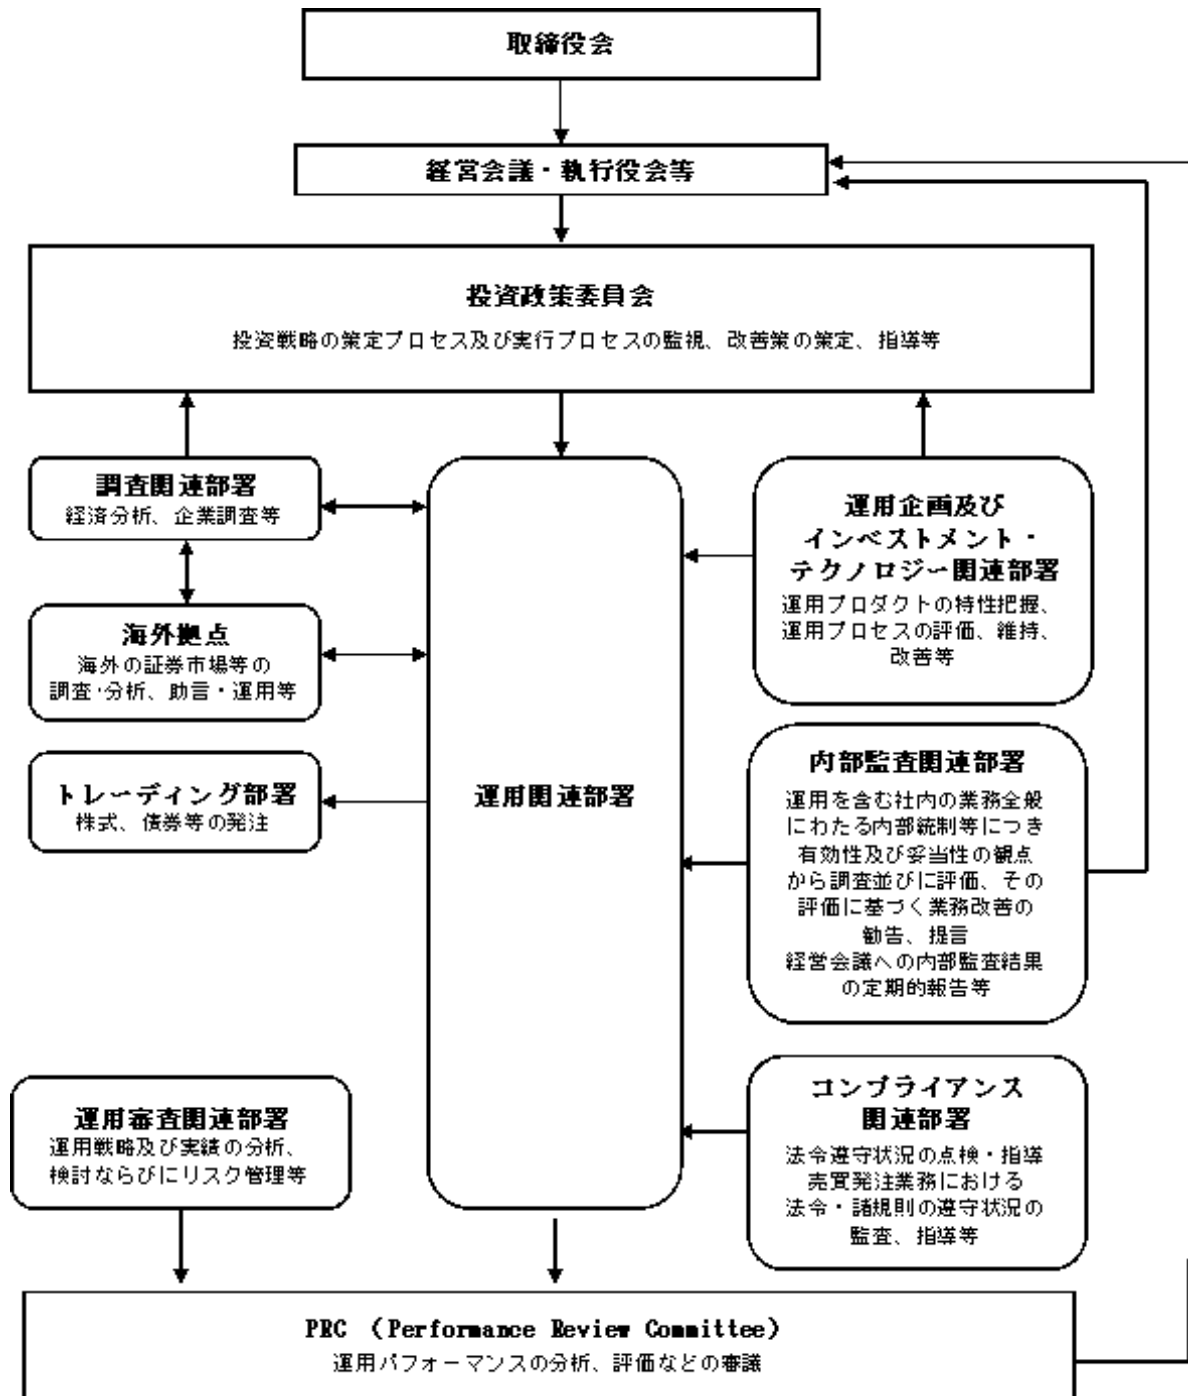 取締役会
経営会議・執行役会等
投資政策委員会
投資戦略の策定プロセス及び実行プロセスの監視、改善策の策定、指導等
調査関連部署
経済分析、企業調査等
海外拠点
海外の証券市場等の
調査・分析、助言・運用等
トレーディング部署
株式、債券等の発注
運用関連部署
運用企画及び
インベストメント・
テクノロジー関連部署
運用プロダクトの特性把握、
運用プロセスの評価、維持、
改善等
内部監査関連部署
運用を含む社内の業務全般
にわたる内部統制等につき
有効性及び妥当性の観点
から調査並びに評価、その
評価に基づく業務改善の
勧告、提言
経営会議への内部監査結果
の定期的報告等
コンプライアンス
関連部署
法令遵守状況の点検・指導
売買発注業務における
法令・諸規則の遵守状況の
監査、指導等
運用審査関連部署
運用戦略及び実績の分析、
検討ならびにリスク管理等
PRC （Performance Review Committee）
運用パフォーマンスの分析、評価などの審議